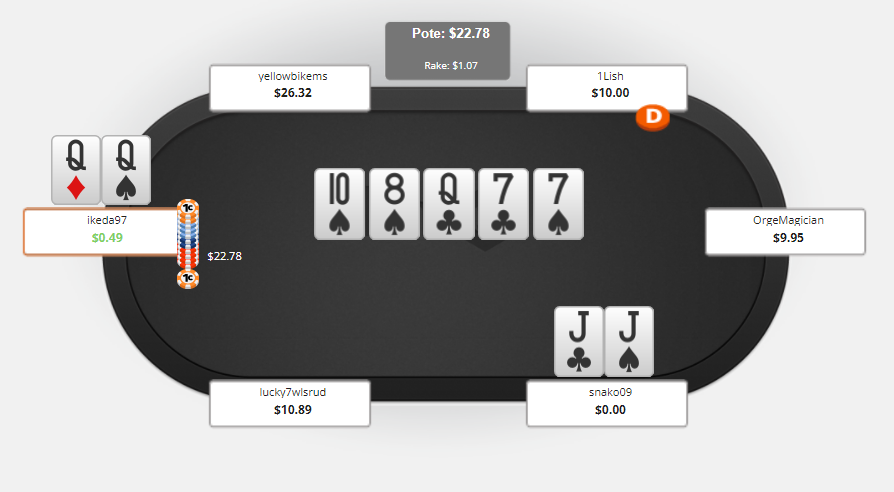 Pote: $22.78
Rake: $1.07
yellowbikems
$26.32
1Lish
$10.00
D
Q
Q
10
8
Q
7
7
1c
ikeda97
$0.49
$22.78
1c
OrgeMagician
$9.95
J
J
lucky7wlsrud
$10.89
snako09
$0.00